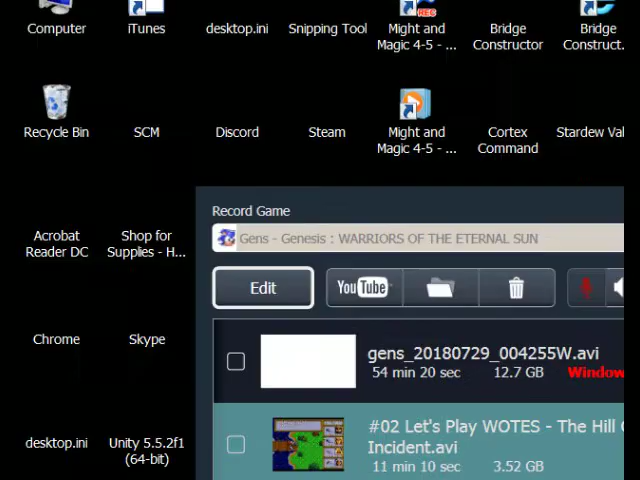 Computer
iTunes
desktop.ini
Snipping Tool
Might and
Magic 4-5 - ...
Bridge
Constructor
Bridge
Construct...
REC
Recycle Bin
SCM
Discord
Steam
Might and
Magic 4-5 - ...
Cortex
Command
Stardew Val
Acrobat
Reader DC
Shop for
Supplies - H...
Chrome
Skype
desktop.ini
Unity 5.5.2f1
(64-bit)
Record Game
Gens - Genesis : WARRIORS OF THE ETERNAL SUN
Edit
YouTube
gens_20180729_004255W.avi
54 min 20 sec 12.7 GB Window
#02 Let's Play WOTES - The Hill
Incident.avi
11 min 10 sec 3.52 GB